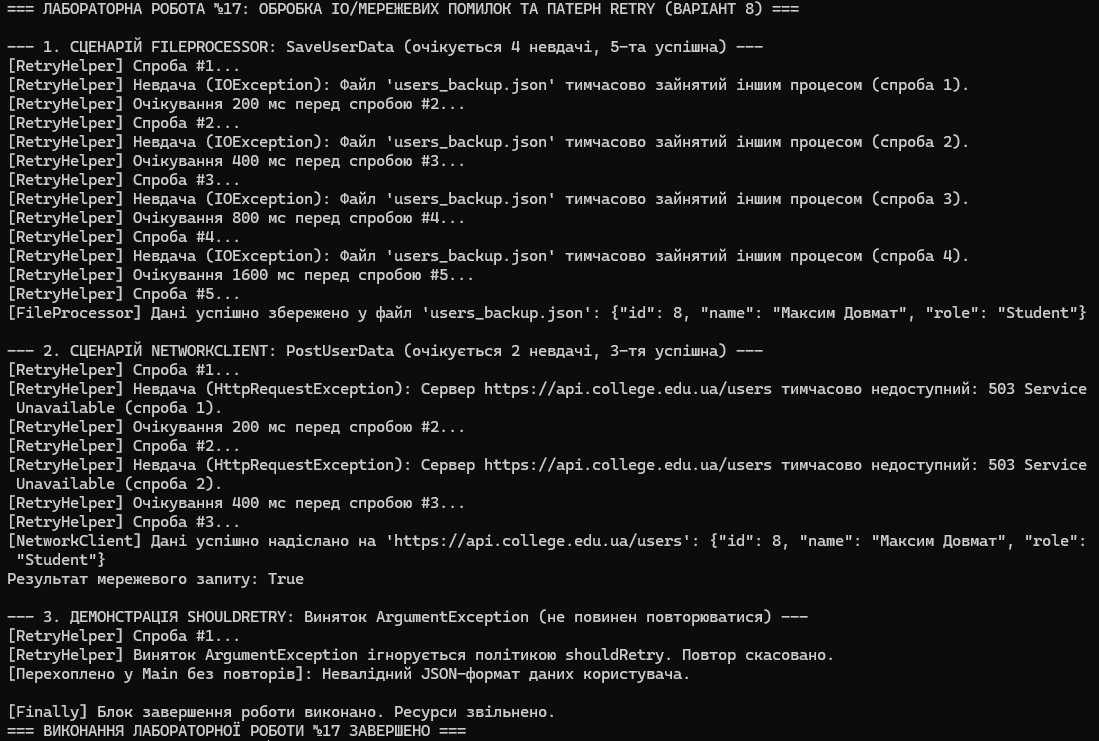 === ЛАБОРАТОРНА РОБОТА №17: ОБРОБКА ІО/МЕРЕЖЕВИХ ПОМИЛОК ТА ПАТЕРН RETRY (ВАРІАНТ 8) ===

--- 1. СЦЕНАРІЙ FILEPROCESSOR: SaveUserData (очікується 4 невдачі, 5-та успішна) ---
[RetryHelper] Спроба #1...
[RetryHelper] Невдача (IOException): Файл 'users_backup.json' тимчасово зайнятий іншим процесом (спроба 1).
[RetryHelper] Очікування 200 мс перед спробою #2...
[RetryHelper] Спроба #2...
[RetryHelper] Невдача (IOException): Файл 'users_backup.json' тимчасово зайнятий іншим процесом (спроба 2).
[RetryHelper] Очікування 400 мс перед спробою #3...
[RetryHelper] Спроба #3...
[RetryHelper] Невдача (IOException): Файл 'users_backup.json' тимчасово зайнятий іншим процесом (спроба 3).
[RetryHelper] Очікування 800 мс перед спробою #4...
[RetryHelper] Спроба #4...
[RetryHelper] Невдача (IOException): Файл 'users_backup.json' тимчасово зайнятий іншим процесом (спроба 4).
[RetryHelper] Очікування 1600 мс перед спробою #5...
[RetryHelper] Спроба #5...
[FileProcessor] Дані успішно збережено у файл 'users_backup.json': {"id": 8, "name": "Максим Довмат", "role": "Student"}

--- 2. СЦЕНАРІЙ NETWORKCLIENT: PostUserData (очікується 2 невдачі, 3-тя успішна) ---
[RetryHelper] Спроба #1...
[RetryHelper] Невдача (HttpRequestException): Сервер https://api.college.edu.ua/users тимчасово недоступний: 503 Service
 Unavailable (спроба 1).
[RetryHelper] Очікування 200 мс перед спробою #2...
[RetryHelper] Спроба #2...
[RetryHelper] Невдача (HttpRequestException): Сервер https://api.college.edu.ua/users тимчасово недоступний: 503 Service
 Unavailable (спроба 2).
[RetryHelper] Очікування 400 мс перед спробою #3...
[RetryHelper] Спроба #3...
[NetworkClient] Дані успішно надіслано на 'https://api.college.edu.ua/users': {"id": 8, "name": "Максим Довмат", "role":
 "Student"}
Результат мережевого запиту: True

--- 3. ДЕМОНСТРАЦІЯ SHOULDRETRY: Виняток ArgumentException (не повинен повторюватися) ---
[RetryHelper] Спроба #1...
[RetryHelper] Виняток ArgumentException ігнорується політикою shouldRetry. Повтор скасовано.
[Перехоплено у Main без повторів]: Невалідний JSON-формат даних користувача.

[Finally] Блок завершення роботи виконано. Ресурси звільнено.
=== ВИКОНАННЯ ЛАБОРАТОРНОЇ РОБОТИ №17 ЗАВЕРШЕНО ===